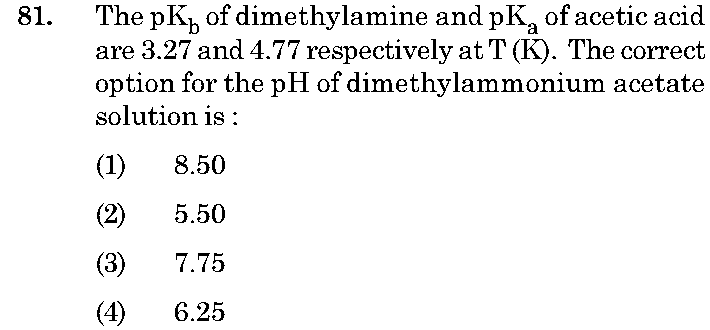 81. The pK_b of dimethylamine and pK_a of acetic acid
are 3.27 and 4.77 respectively at T (K). The correct
option for the pH of dimethylammonium acetate
solution is :
(1) 8.50
(2) 5.50
(3) 7.75
(4) 6.25